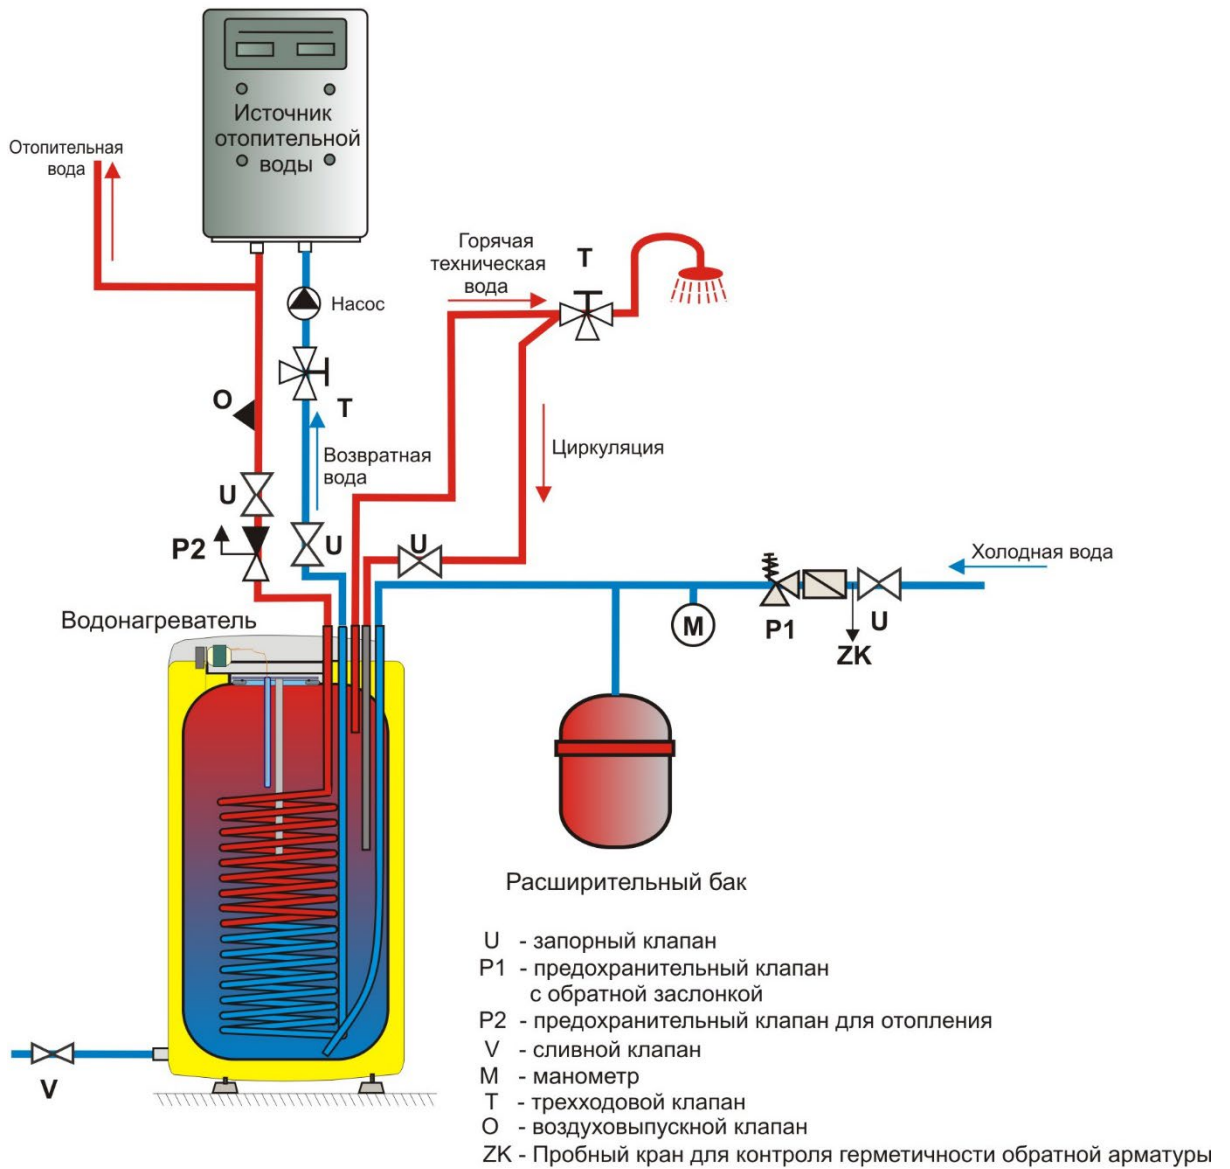 Источник
отопительной
воды
Отопительная
вода
Горячая
техническая
вода
T
Насос
O
T
Возвратная
вода
Циркуляция
U
P2
U
U
Холодная вода
Водонагреватель
M
P1
U
ZK
Расширительный бак
U - запорный клапан
P1 - предохранительный клапан
с обратной заслонкой
P2 - предохранительный клапан для отопления
V - сливной клапан
M - манометр
T - трехходовой клапан
O - воздуховыпускной клапан
ZK - Пробный кран для контроля герметичности обратной арматуры
V